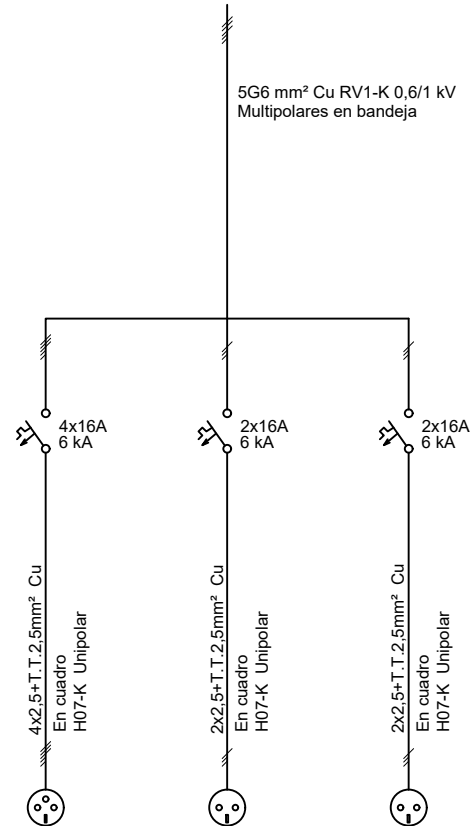 5G6 mm² Cu RV1-K 0,6/1 kV
Multipolares en bandeja
4x16A
6 kA
2x16A
6 kA
2x16A
6 kA
4x2,5+T.T.2,5mm² Cu
En cuadro
H07-K Unipolar
2x2,5+T.T.2,5mm² Cu
En cuadro
H07-K Unipolar
2x2,5+T.T.2,5mm² Cu
En cuadro
H07-K Unipolar